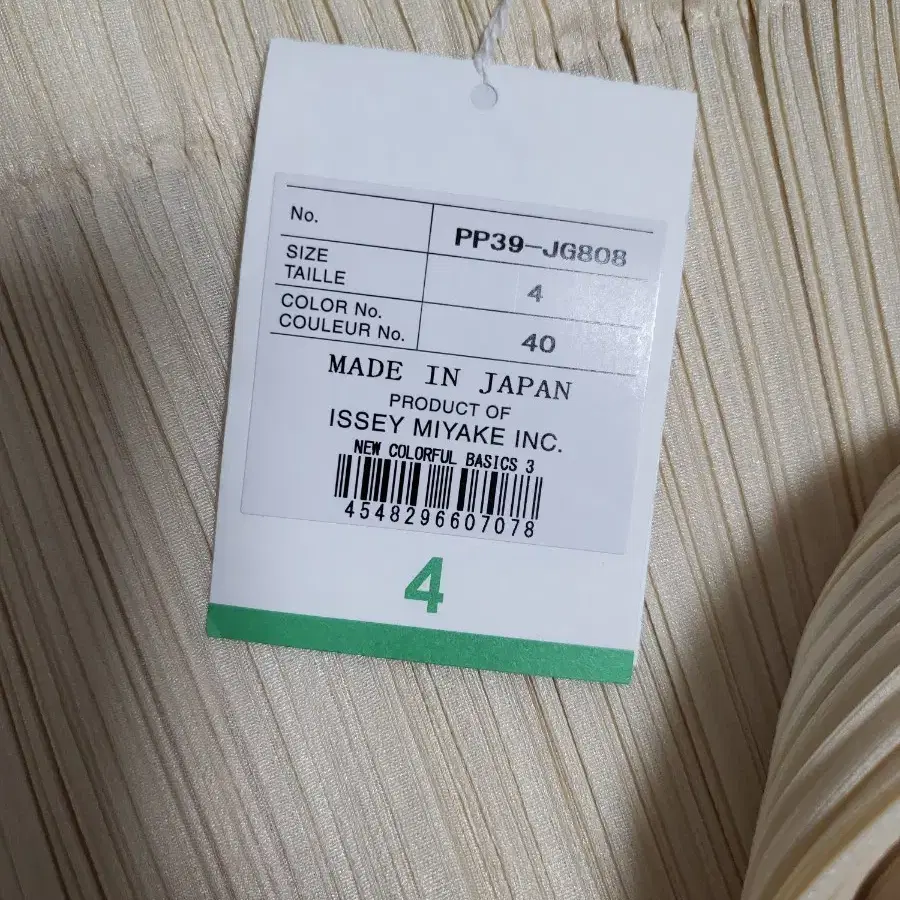 No. PP39-JG808
SIZE
TAILLE 4
COLOR No.
COULEUR No. 40
MADE IN JAPAN
PRODUCT OF
ISSEY MIYAKE INC.
NEW COLORFUL BASICS 3
4548296607078
4